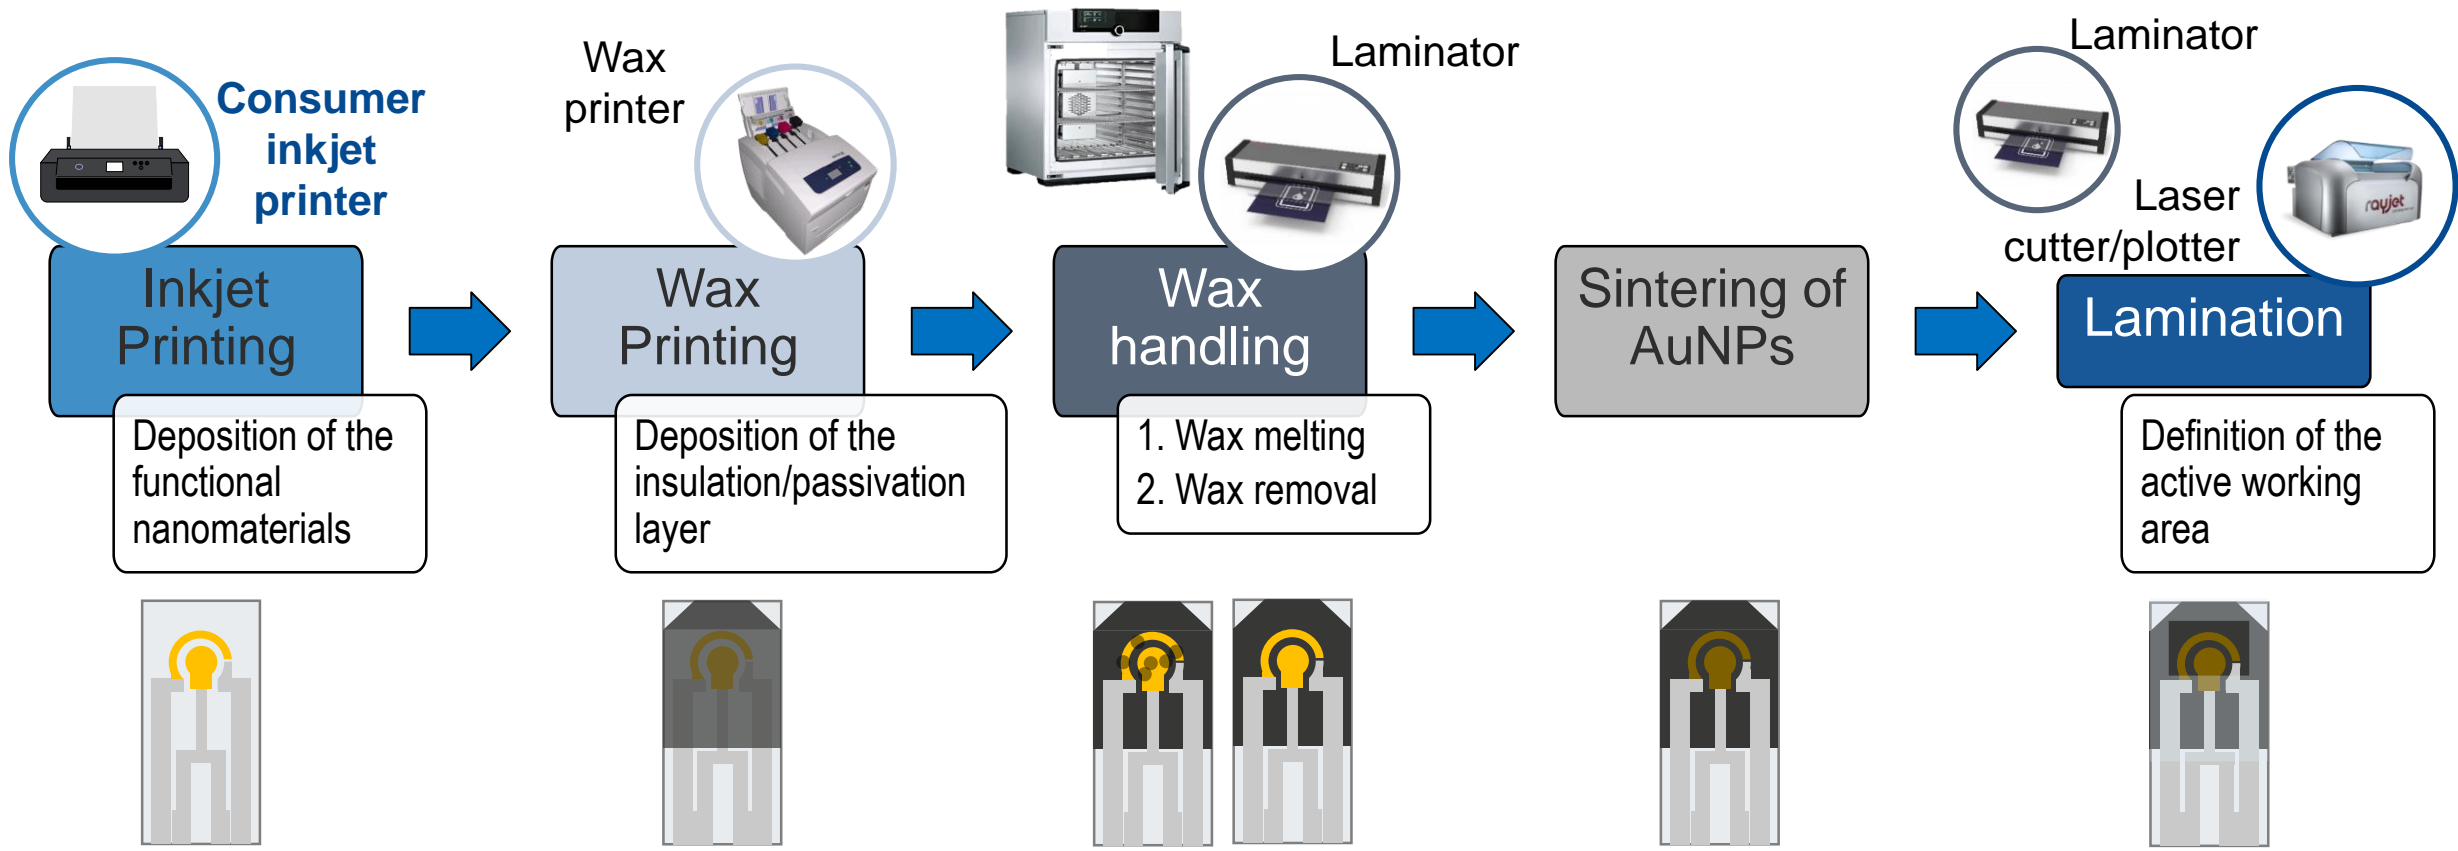 Consumer
inkjet
printer
Inkjet
Printing
Deposition of the
functional
nanomaterials
Wax
printer
Wax
Printing
Deposition of the
insulation/passivation
layer
Laminator
Wax
handling
1. Wax melting
2. Wax removal
Sintering of
AuNPs
Laminator
Laser
cutter/plotter
rayjet
Lamination
Definition of the
active working
area